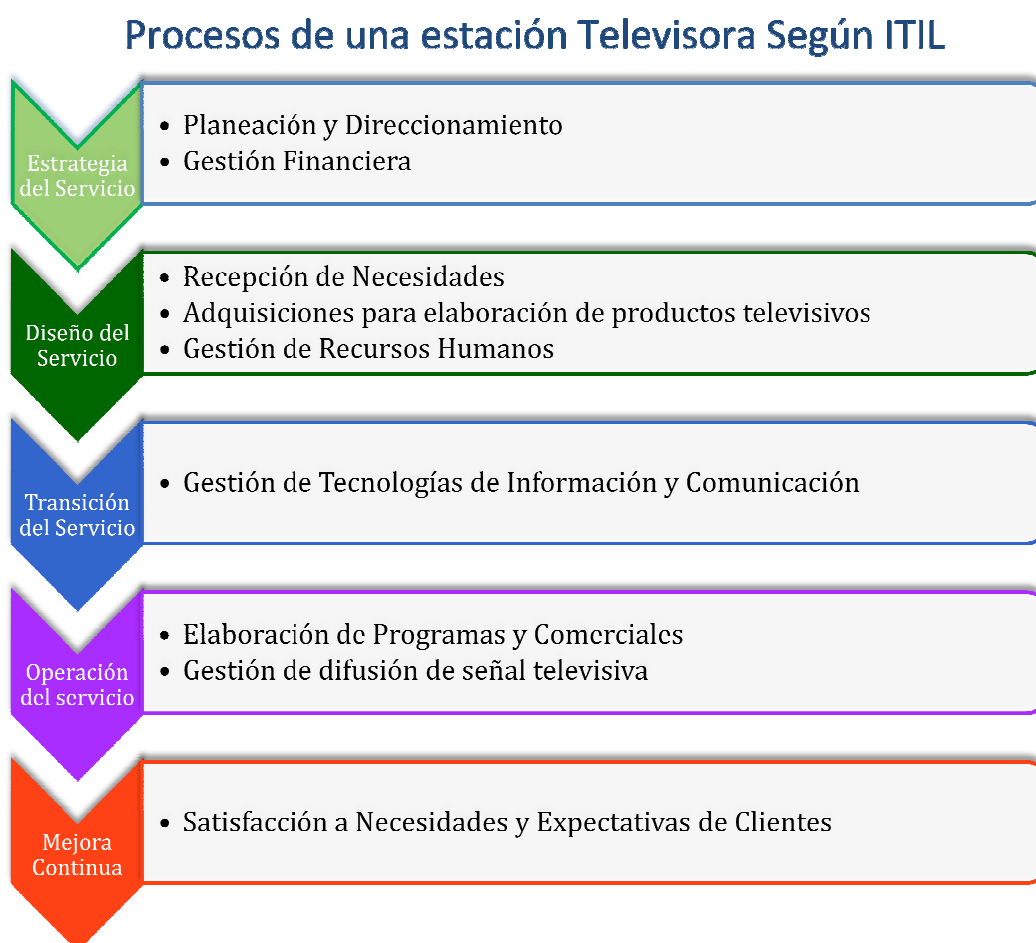 Procesos de una estación Televisora Según ITIL
Estrategia
del Servicio
• Planeación y Direccionamiento
• Gestión Financiera
Diseño del
Servicio
• Recepción de Necesidades
• Adquisiciones para elaboración de productos televisivos
• Gestión de Recursos Humanos
Transición
del Servicio
• Gestión de Tecnologías de Información y Comunicación
Operación
del servicio
• Elaboración de Programas y Comerciales
• Gestión de difusión de señal televisiva
Mejora
Continua
• Satisfacción a Necesidades y Expectativas de Clientes